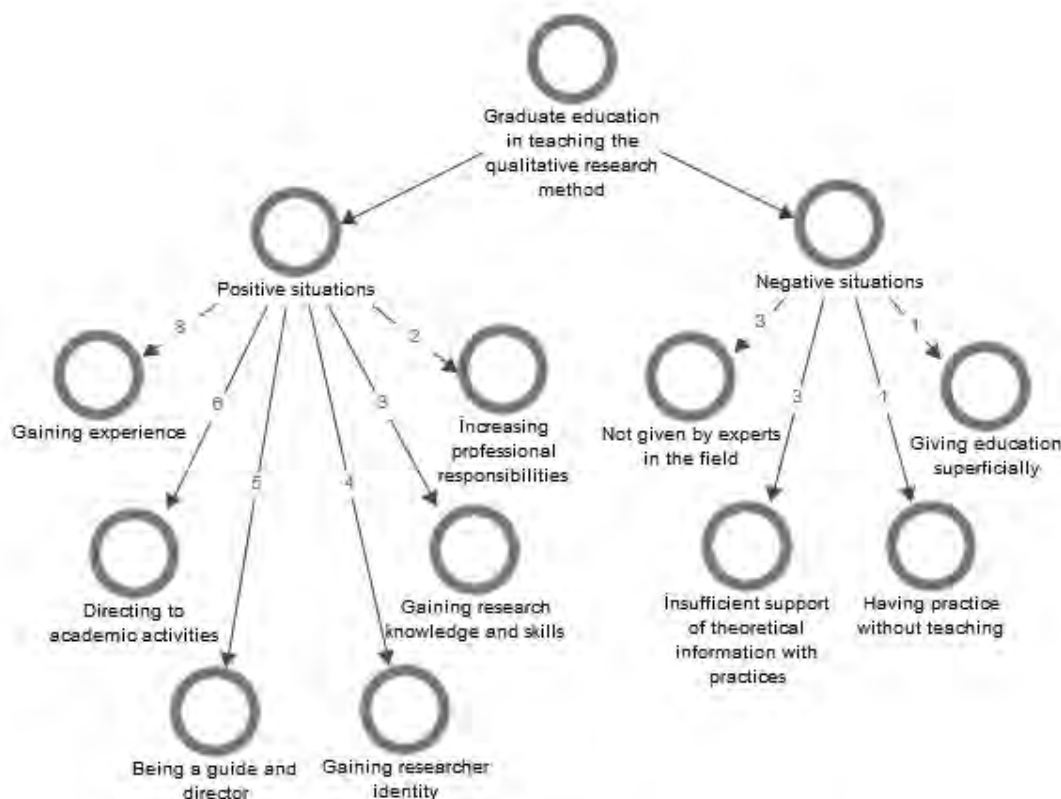 Graduate education
in teaching the
qualitative research
method
Positive situations
Negative situations
8
6
5
4
3
2
3
3
1
1
Gaining experience
Increasing
professional
responsibilities
Not given by experts
in the field
Giving education
superficially
Directing to
academic activities
Gaining research
knowledge and skills
Insufficient support
of theoretical
information with
practices
Having practice
without teaching
Being a guide and
director
Gaining researcher
identity